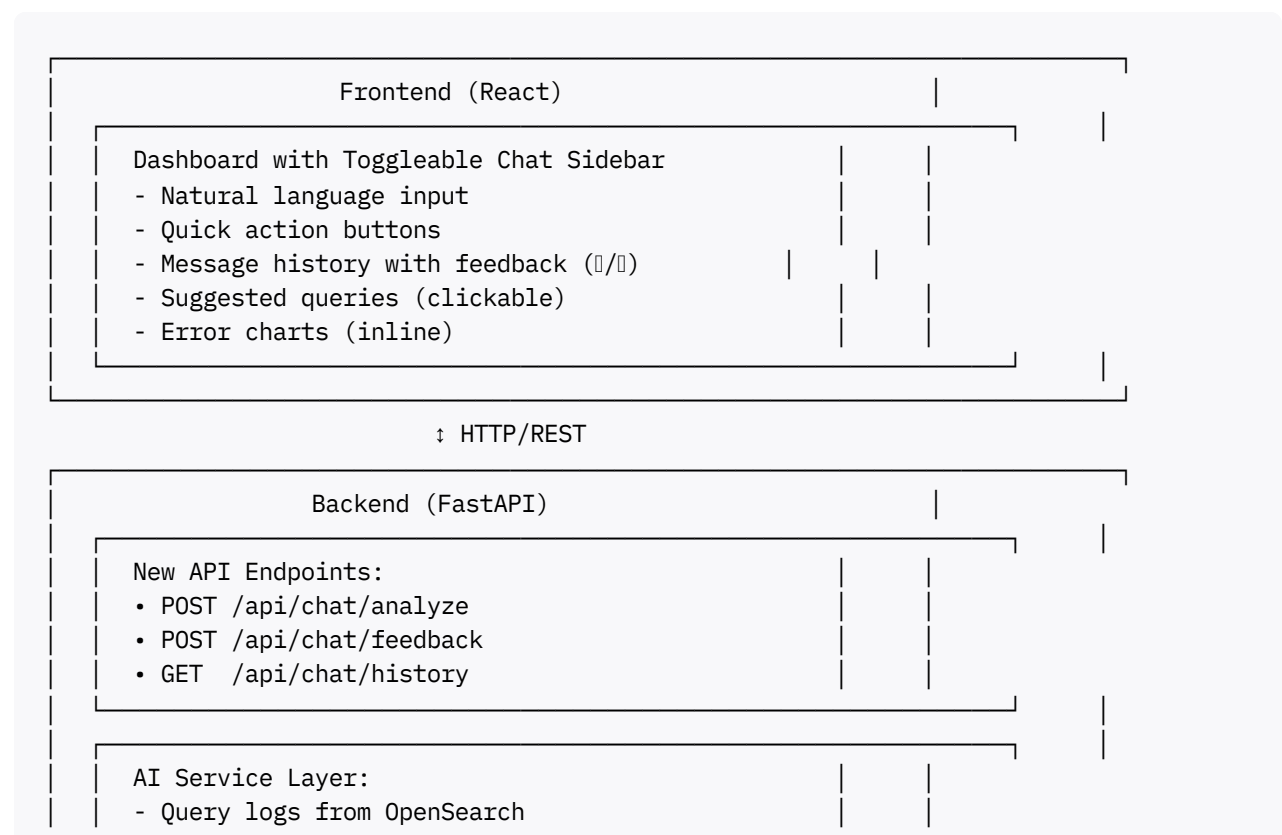 Frontend (React)
Dashboard with Toggleable Chat Sidebar
- Natural language input
- Quick action buttons
- Message history with feedback (▯/▯)
- Suggested queries (clickable)
- Error charts (inline)
↕ HTTP/REST
Backend (FastAPI)
New API Endpoints:
• POST /api/chat/analyze
• POST /api/chat/feedback
• GET  /api/chat/history
AI Service Layer:
- Query logs from OpenSearch